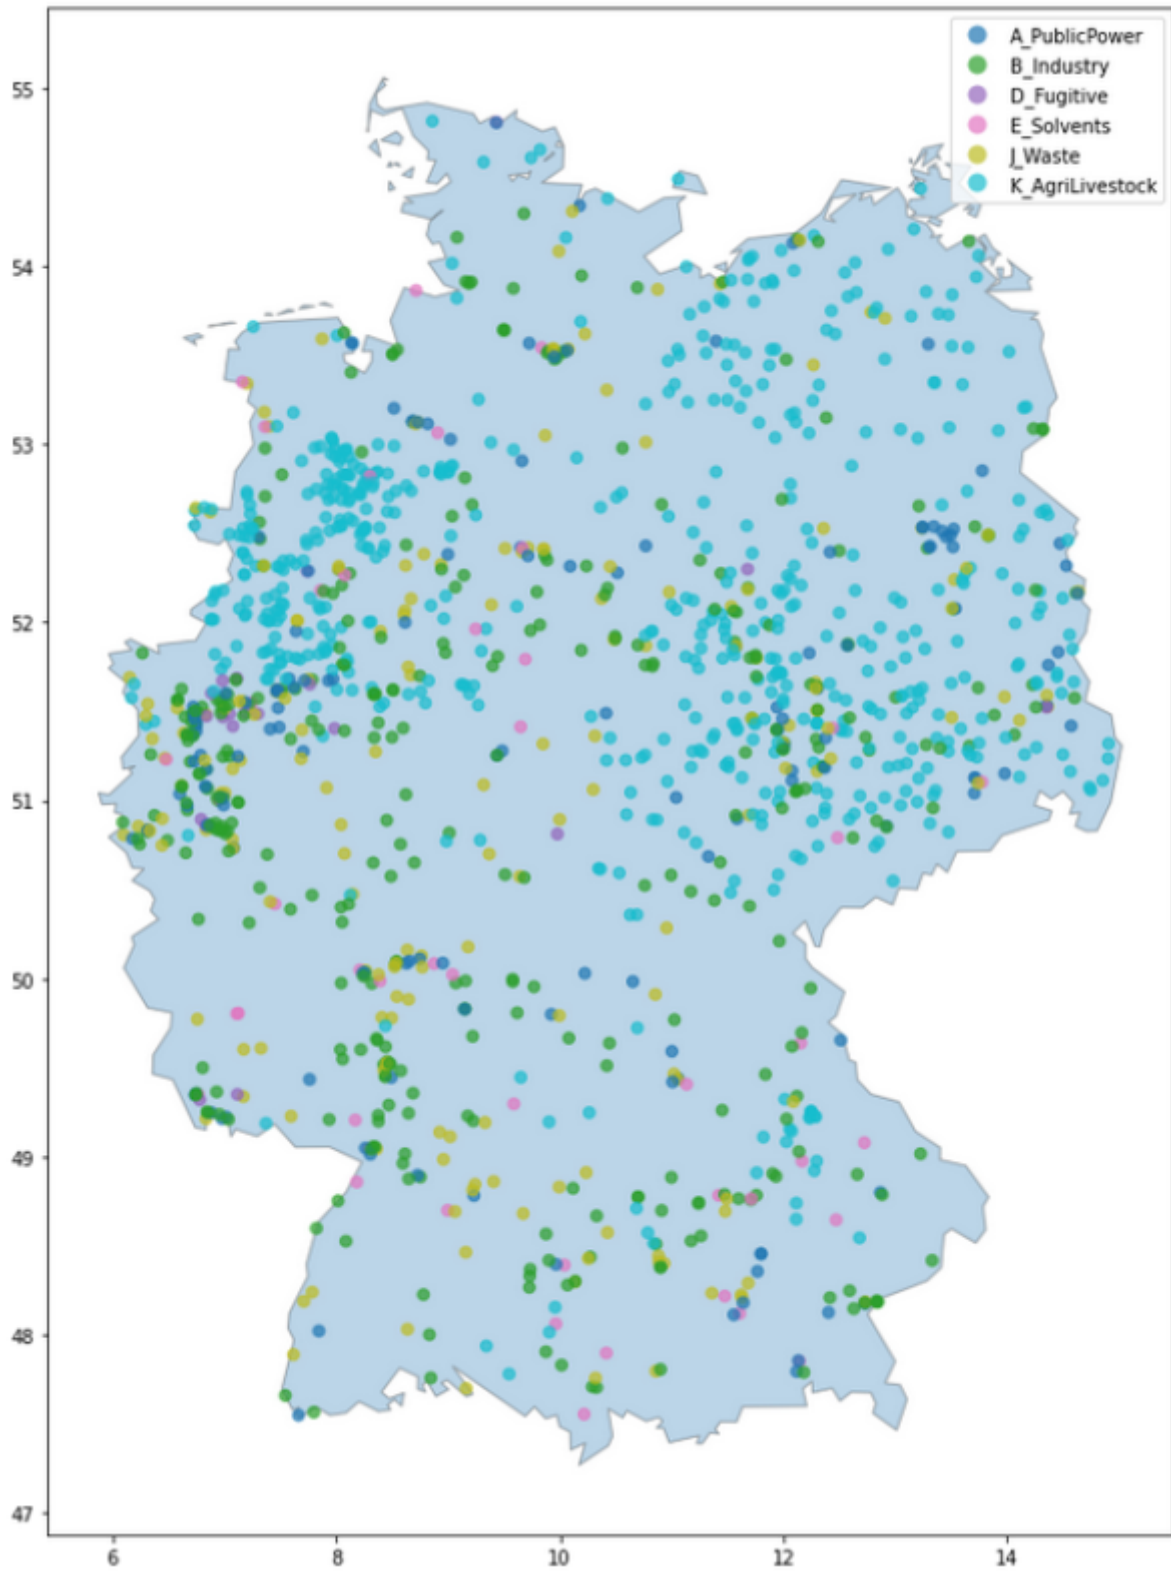 A_PublicPower
B_Industry
D_Fugitive
E_Solvents
J_Waste
K_AgriLivestock
55
54
53
52
51
50
49
48
47
6 8 10 12 14